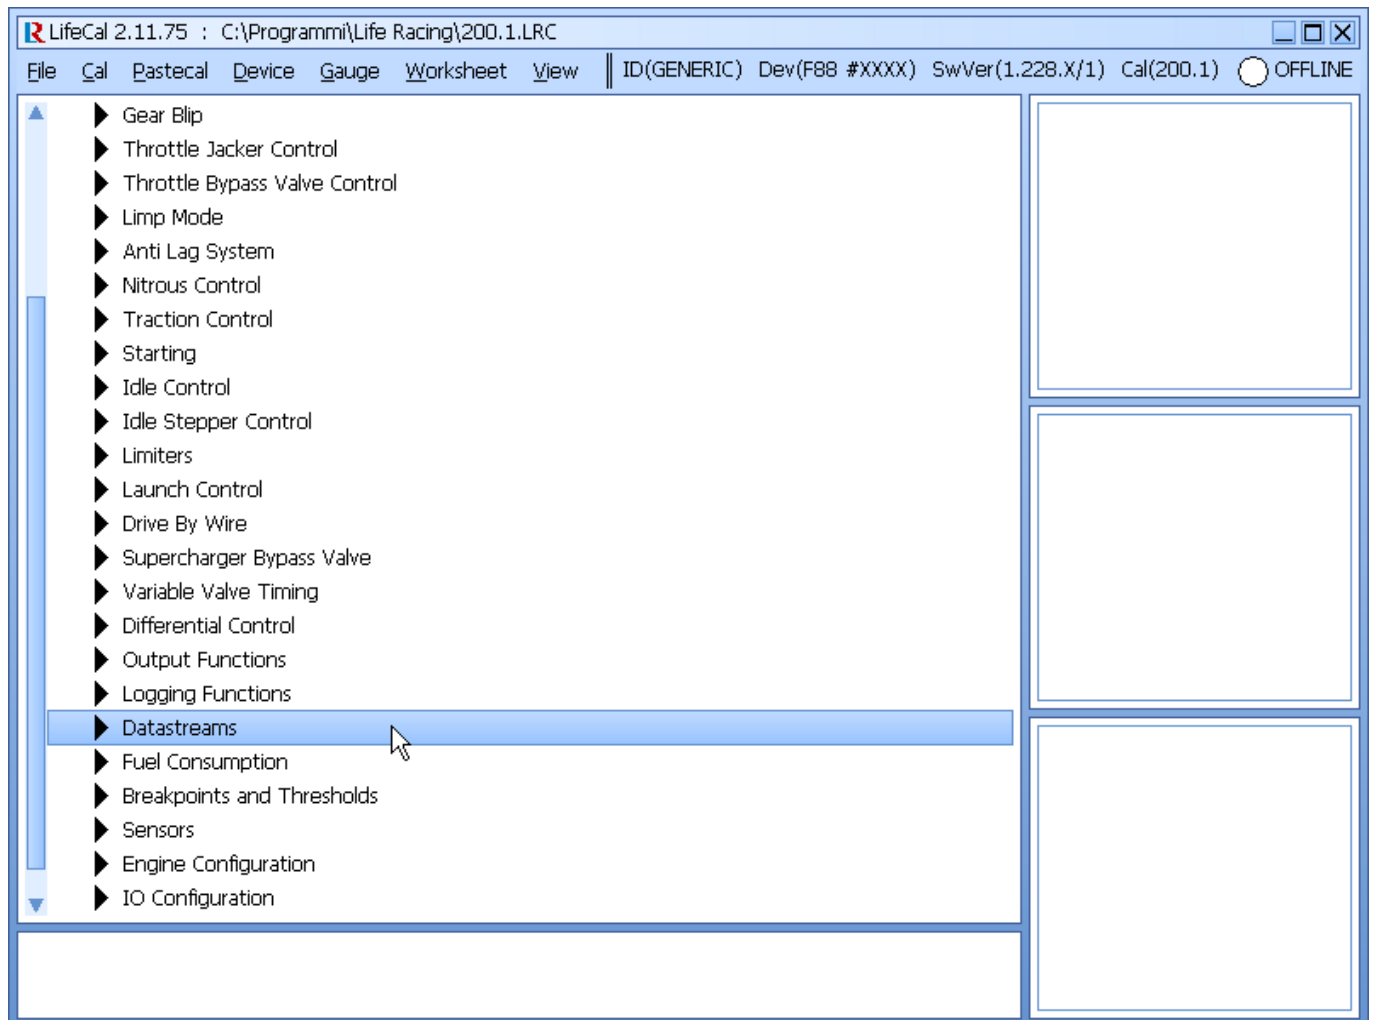 LifeCal 2.11.75 : C:\Programmi\Life Racing\200.1.LRC
File Cal Pastecal Device Gauge Worksheet View ID(GENERIC) Dev(F88 #XXXX) SwVer(1.228.X/1) Cal(200.1) OFFLINE
Gear Blip
Throttle Jacker Control
Throttle Bypass Valve Control
Limp Mode
Anti Lag System
Nitrous Control
Traction Control
Starting
Idle Control
Idle Stepper Control
Limiters
Launch Control
Drive By Wire
Supercharger Bypass Valve
Variable Valve Timing
Differential Control
Output Functions
Logging Functions
Datastreams
Fuel Consumption
Breakpoints and Thresholds
Sensors
Engine Configuration
IO Configuration